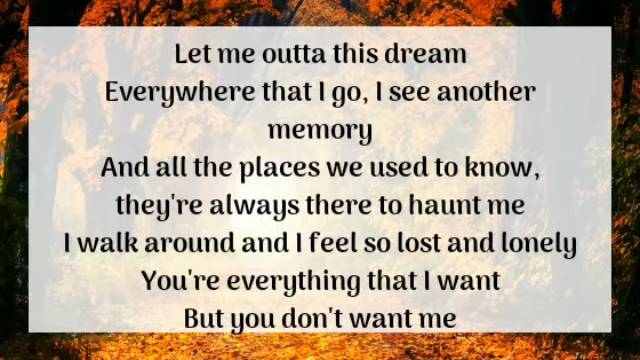 Let me outta this dream
Everywhere that I go, I see another
memory
And all the places we used to know,
they're always there to haunt me
I walk around and I feel so lost and lonely
You're everything that I want
But you don't want me